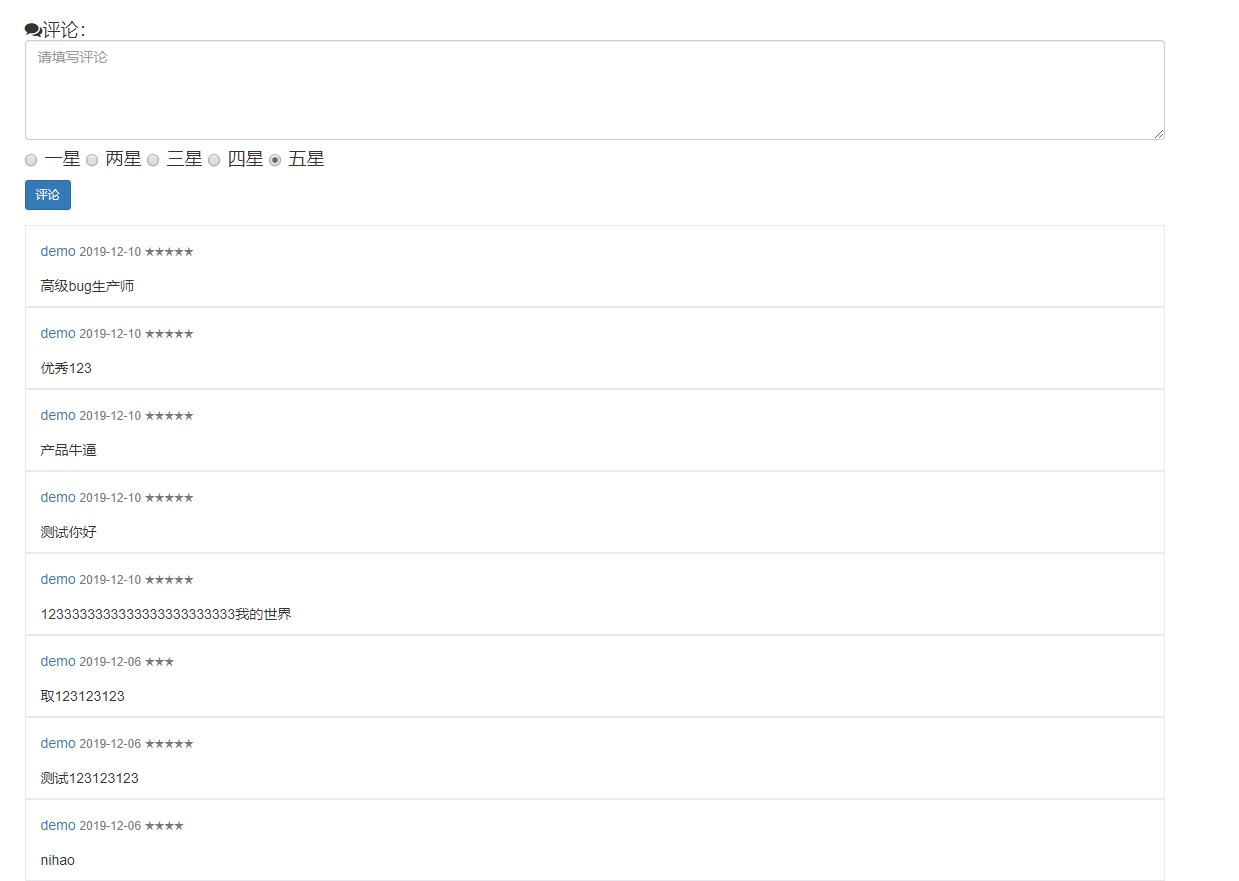 评论：
请填写评论
一星 两星 三星 四星 五星
评论
demo 2019-12-10 ★★★★★
高级bug生产师
demo 2019-12-10 ★★★★★
优秀123
demo 2019-12-10 ★★★★★
产品牛逼
demo 2019-12-10 ★★★★★
测试你好
demo 2019-12-10 ★★★★★
1233333333333333333333333我的世界
demo 2019-12-06 ★★★
取123123123
demo 2019-12-06 ★★★★★
测试123123123
demo 2019-12-06 ★★★★
nihao